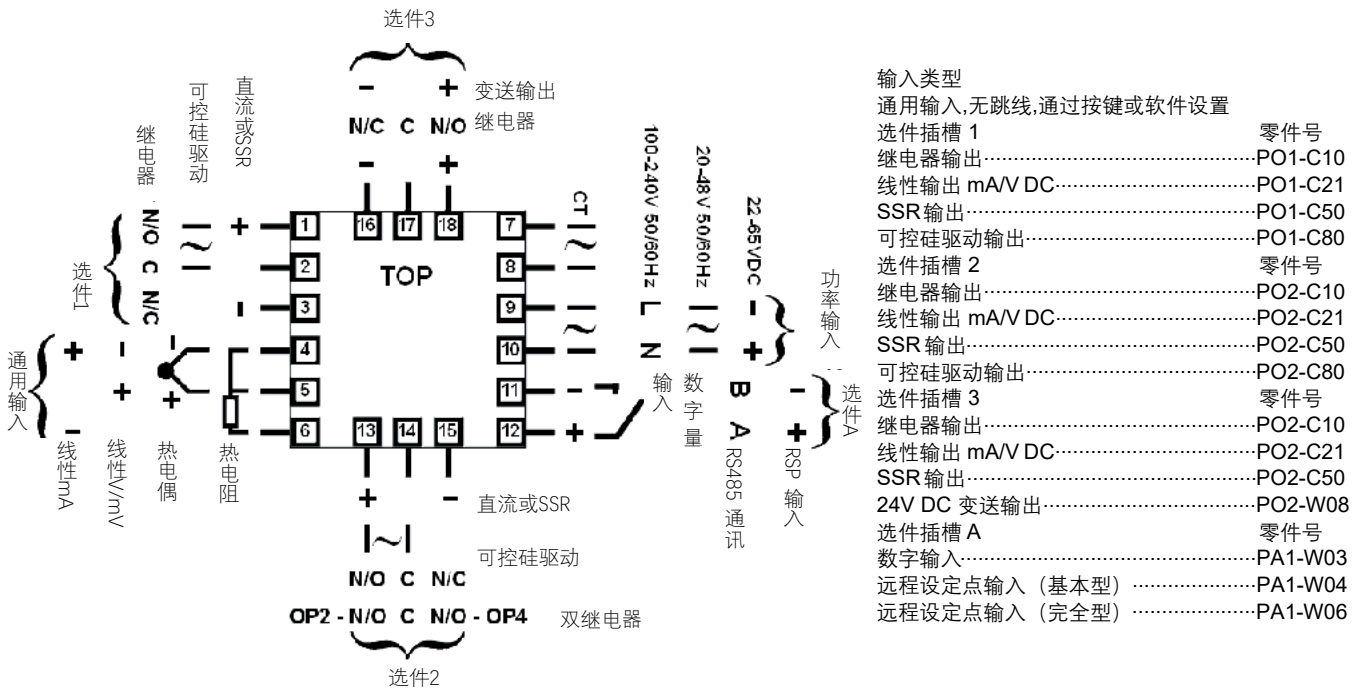 选件3
- + 变送输出
N/C C N/O 继电器
- +
继电器
可控硅驱动
直流或SSR
N/O C N/C
选件1
+
-
1 2 3 4 5 6
16 17 18
TOP
7 8 9 10 11 12
13 14 15
CT
100-240V 50/60Hz
L N
20-48V 50/60Hz
22-65VDC
- +
功率输入
通用输入
+ -
线性mA
- +
线性V/mV
- +
热电偶
热电阻
- +
数字量
输入
B A
RS485 通讯
- +
RSP 输入
选件A
+ - 直流或SSR
可控硅驱动
N/O C N/C
OP2 - N/O C N/O - OP4 双继电器
选件2
输入类型
通用输入,无跳线,通过按键或软件设置
选件插槽 1 零件号
继电器输出················PO1-C10
线性输出 mA/V DC················PO1-C21
SSR输出················PO1-C50
可控硅驱动输出················PO1-C80
选件插槽 2 零件号
继电器输出················PO2-C10
线性输出 mA/V DC················PO2-C21
SSR输出················PO2-C50
可控硅驱动输出················PO2-C80
选件插槽 3 零件号
继电器输出················PO2-C10
线性输出 mA/V DC················PO2-C21
SSR输出················PO2-C50
24V DC 变送输出················PO2-W08
选件插槽 A 零件号
数字输入················PA1-W03
远程设定点输入（基本型）················PA1-W04
远程设定点输入（完全型）················PA1-W06